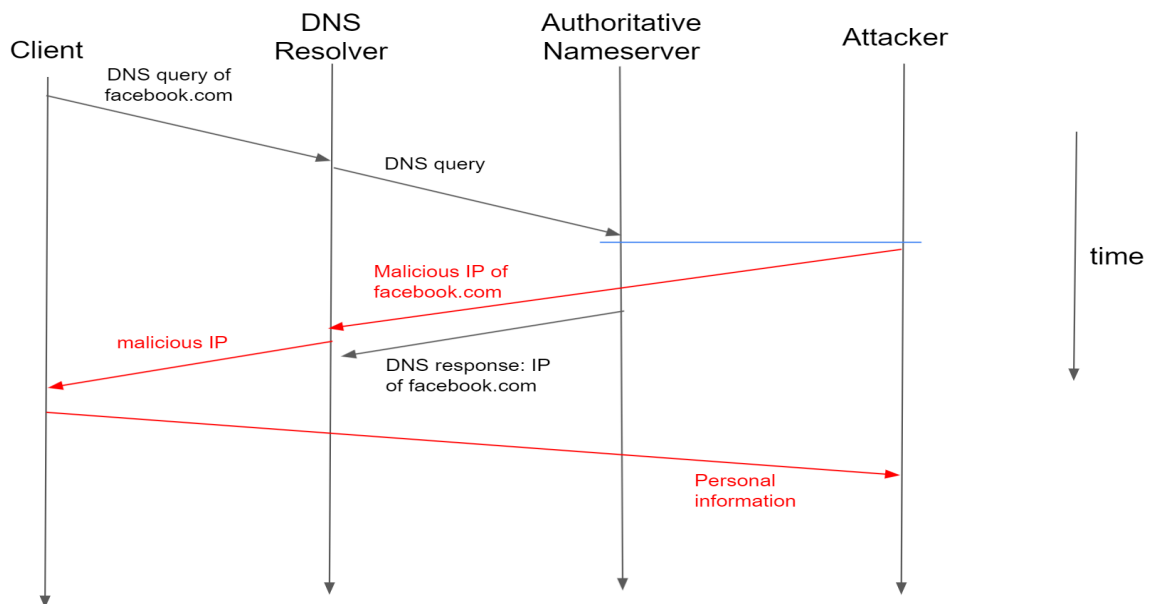 Client
DNS
Resolver
Authoritative
Nameserver
Attacker
DNS query of
facebook.com
DNS query
time
Malicious IP of
facebook.com
malicious IP
DNS response: IP
of facebook.com
Personal
information